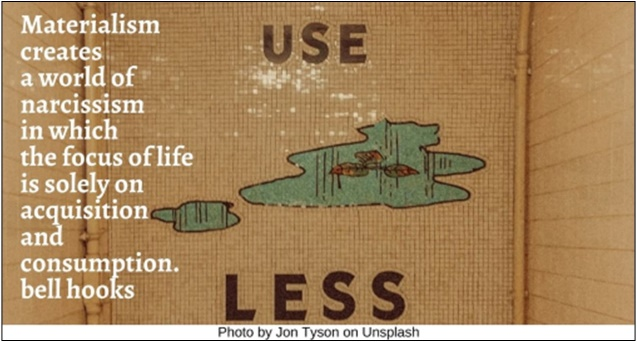 Materialism
creates
a world of
narcissism
in which
the focus of life
is solely on
acquisition
and
consumption.
bell hooks
USE
LESS
Photo by Jon Tyson on Unsplash